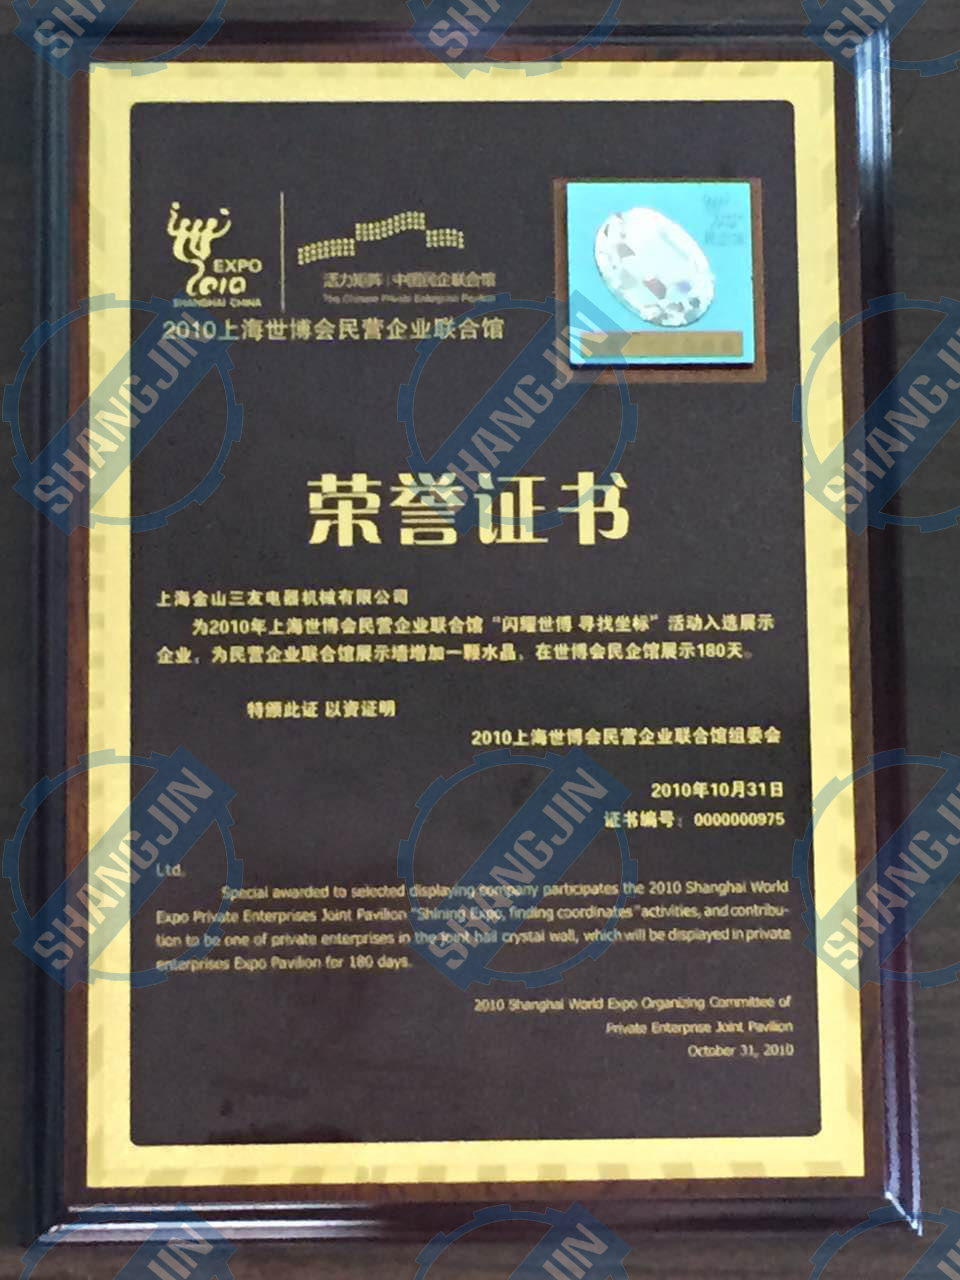 EXPO
2010
SHANGHAI CHINA
活力矩阵 | 中国民企联合馆
The Chinese Private Enterprise Pavilion
2010上海世博会民营企业联合馆
荣誉证书
上海金山三友电器机械有限公司
为2010年上海世博会民营企业联合馆“闪耀世博 寻找坐标”活动入选展示
企业，为民营企业联合馆展示墙增加一颗水晶，在世博会民企馆展示180天。
特颁此证 以资证明
2010上海世博会民营企业联合馆组委会
2010年10月31日
证书编号：0000000975
Ltd.
Special awarded to selected displaying company participates the 2010 Shanghai World
Expo Private Enterprises Joint Pavilion "Shining Expo, finding coordinates"activities, and contribu-
tion to be one of private enterprises in the joint hall crystal wall, which will be displayed in private
enterprises Expo Pavilion for 180 days.
2010 Shanghai World Expo Organizing Committee of
Private Enterprise Joint Pavilion
October 31, 2010
SHANGJIN
SHANGJIN
SHANGJIN
SHANGJIN
SHANGJIN
SHANGJIN